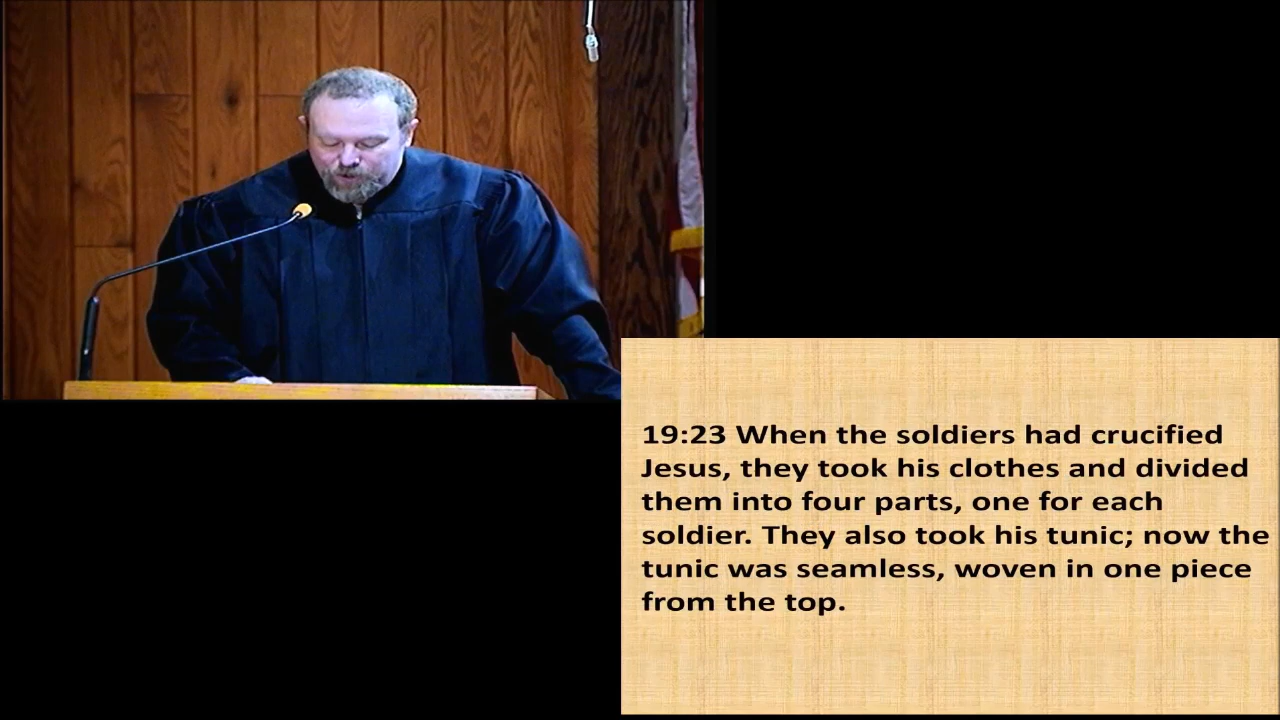 19:23 When the soldiers had crucified
Jesus, they took his clothes and divided
them into four parts, one for each
soldier. They also took his tunic; now the
tunic was seamless, woven in one piece
from the top.